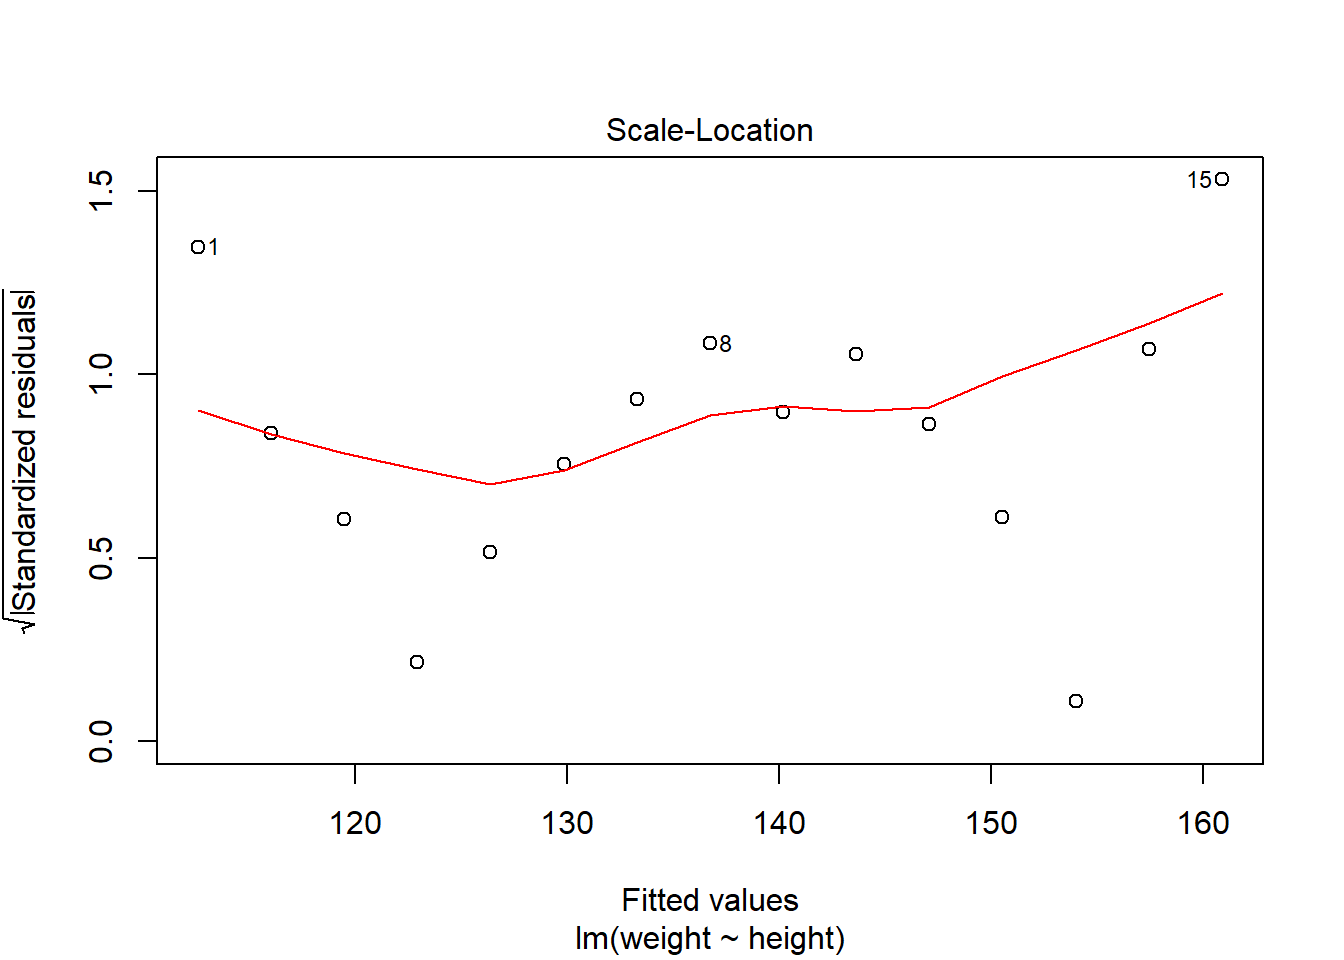 Scale-Location
√|Standardized residuals|
1.5
1.0
0.5
0.0
1
8
15
120 130 140 150 160
Fitted values
lm(weight ~ height)